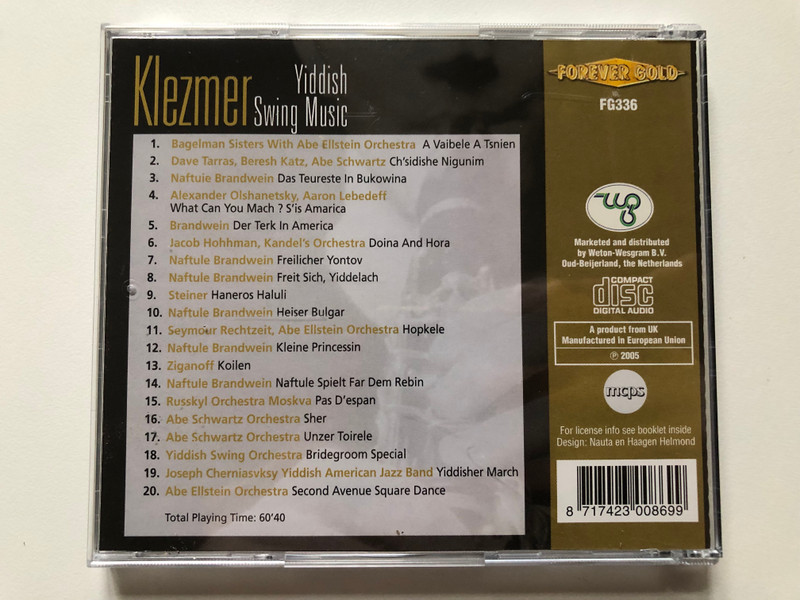 Klezmer
Yiddish
Swing Music
1. Bagelman Sisters With Abe Ellstein Orchestra A Vaibele A Tsnien
2. Dave Tarras, Beresh Katz, Abe Schwartz Ch'sidishe Nigunim
3. Naftuie Brandwein Das Teureste In Bukowina
4. Alexander Olshanetsky, Aaron Lebedeff
What Can You Mach ? S'is Amarica
5. Brandwein Der Terk In America
6. Jacob Hohhman, Kandel's Orchestra Doina And Hora
7. Naftule Brandwein Freilicher Yontov
8. Naftule Brandwein Freit Sich, Yiddelach
9. Steiner Haneros Haluli
10. Naftule Brandwein Heiser Bulgar
11. Seymour Rechtzeit, Abe Ellstein Orchestra Hopkele
12. Naftule Brandwein Kleine Princessin
13. Ziganoff Koilen
14. Naftule Brandwein Naftule Spielt Far Dem Rebin
15. Russkyl Orchestra Moskva Pas D'espan
16. Abe Schwartz Orchestra Sher
17. Abe Schwartz Orchestra Unzer Toirele
18. Yiddish Swing Orchestra Bridegroom Special
19. Joseph Cherniasvksy Yiddish American Jazz Band Yiddisher March
20. Abe Ellstein Orchestra Second Avenue Square Dance
Total Playing Time: 60'40
FOREVER GOLD
FG336
Marketed and distributed
by Weton-Wesgram B.V.
Oud-Beijerland, the Netherlands
COMPACT
disc
DIGITAL AUDIO
A product from UK
Manufactured in European Union
℗ 2005
mcps
For license info see booklet inside
Design: Nauta en Haagen Helmond
8 717423 008699